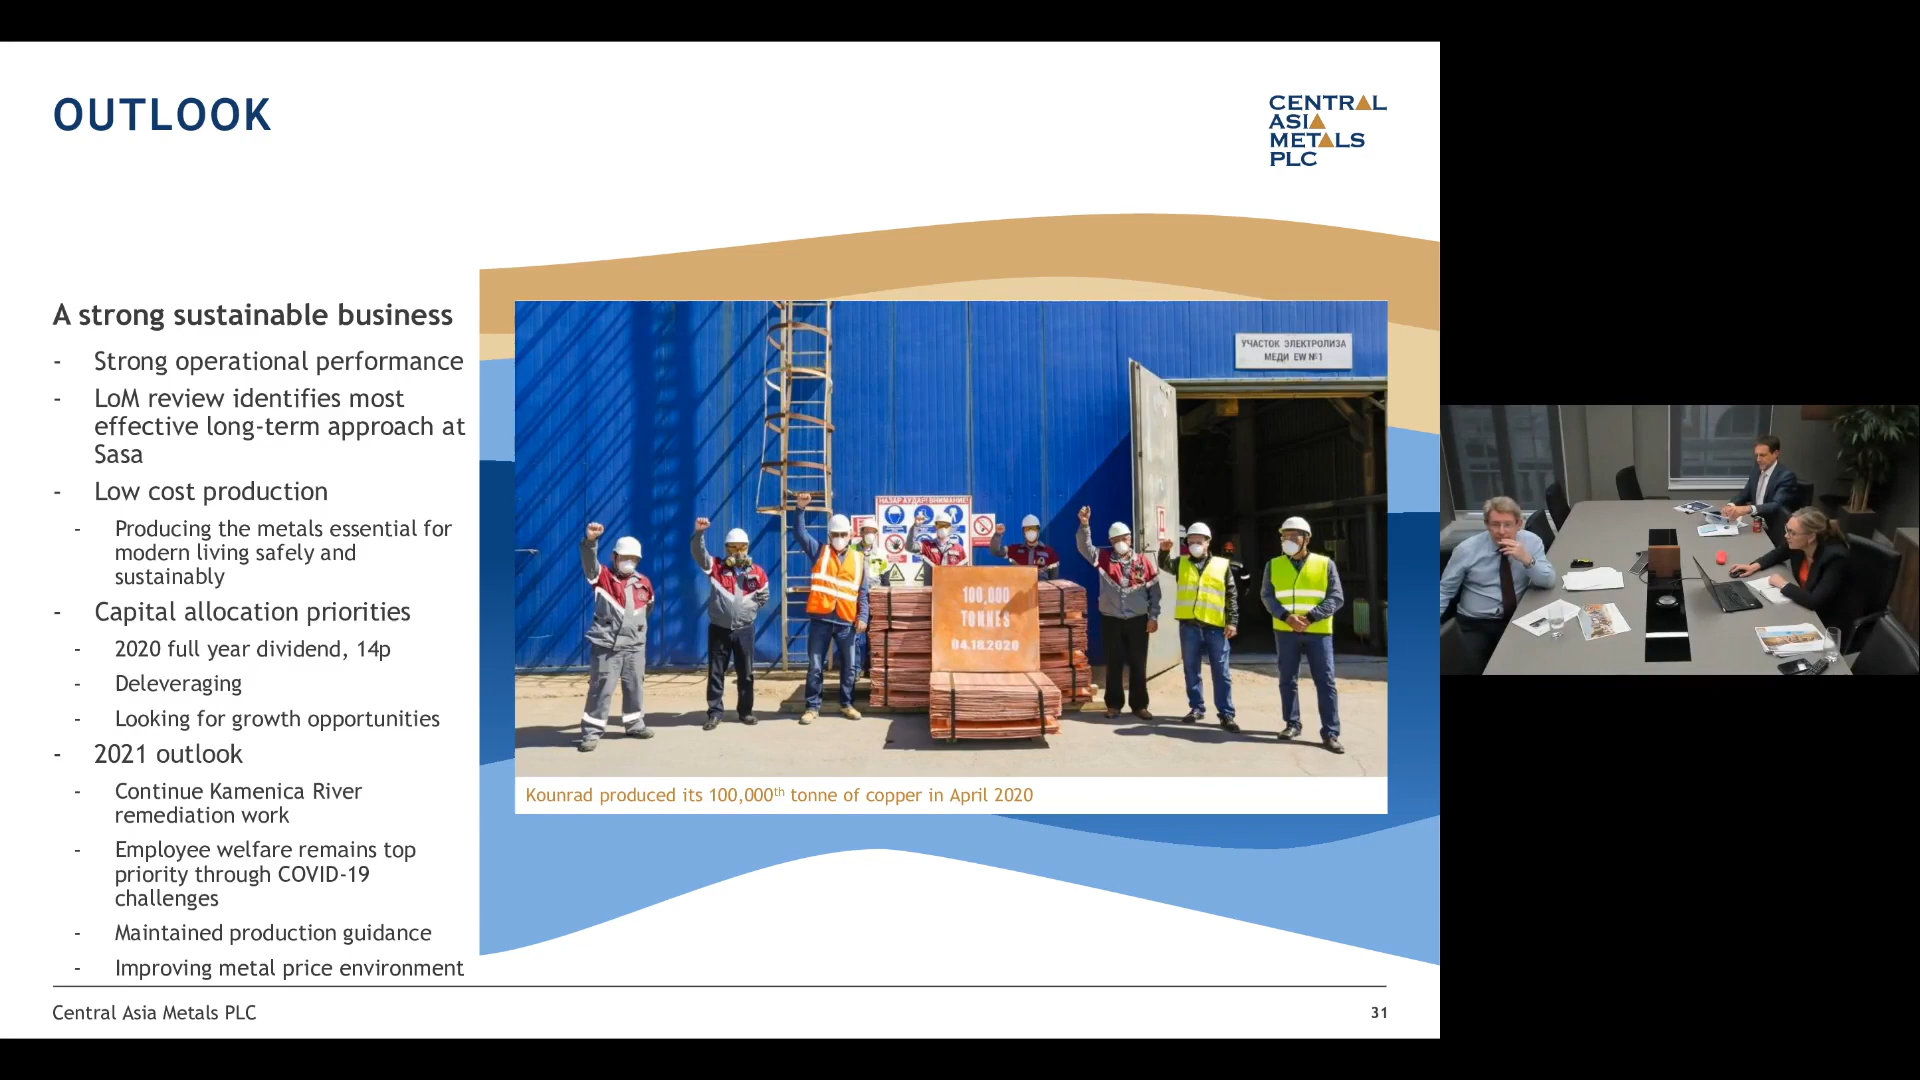 OUTLOOK
CENTRAL
ASIA
METALS
PLC
A strong sustainable business
- Strong operational performance
- LoM review identifies most
effective long-term approach at
Sasa
- Low cost production
- Producing the metals essential for
modern living safely and
sustainably
- Capital allocation priorities
- 2020 full year dividend, 14p
- Deleveraging
- Looking for growth opportunities
- 2021 outlook
- Continue Kamenica River
remediation work
- Employee welfare remains top
priority through COVID-19
challenges
- Maintained production guidance
- Improving metal price environment
УЧАСТОК ЭЛЕКТРОЛИЗА
МЕДИ EW №1
НАЗАР АУДАР! ВНИМАНИЕ!
100,000
TONNES
04.18.2020
Kounrad produced its 100,000th tonne of copper in April 2020
Central Asia Metals PLC
31